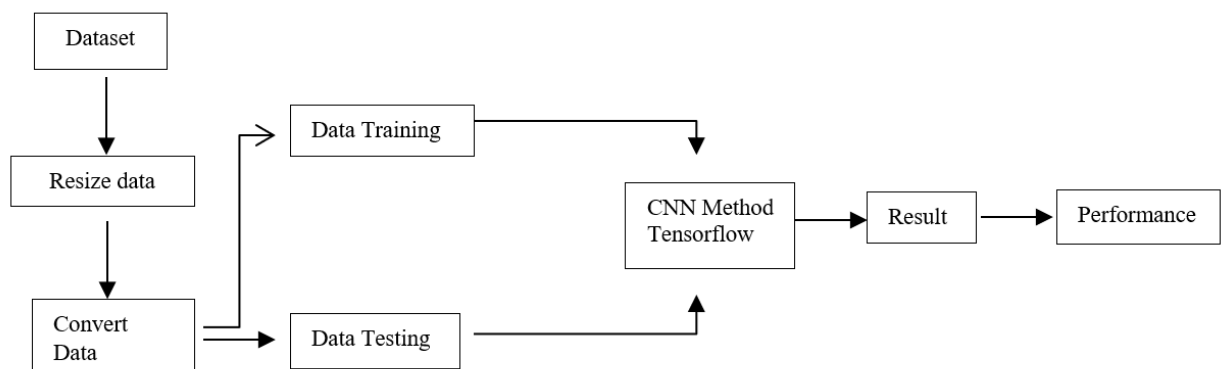 Dataset
Resize data
Convert
Data
Data Training
Data Testing
CNN Method
Tensorflow
Result
Performance